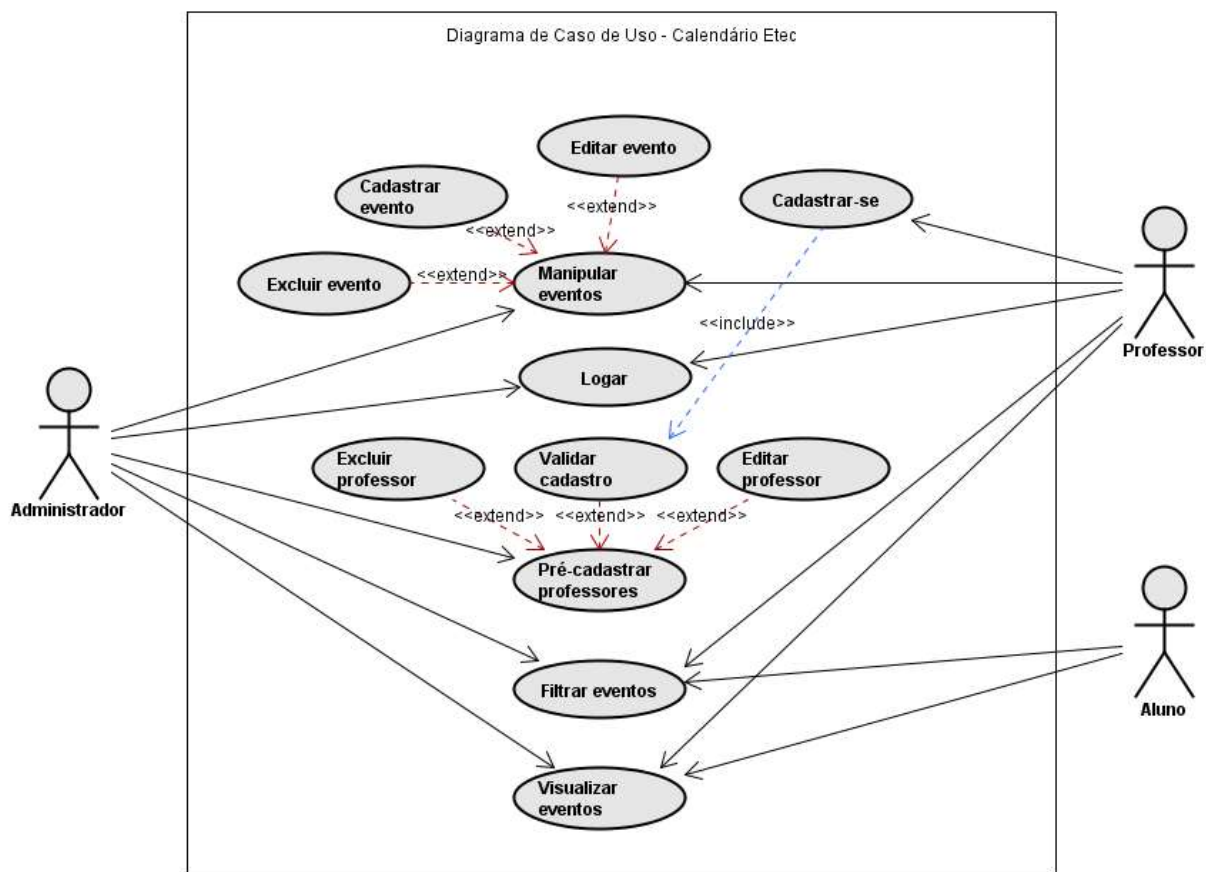 Diagrama de Caso de Uso - Calendário Etec
Editar evento
Cadastrar
evento
Cadastrar-se
<<extend>>
<<extend>>
Excluir evento
<<extend>>
Manipular
eventos
<<include>>
Professor
Logar
Administrador
Excluir
professor
Validar
cadastro
Editar
professor
<<extend>>
<<extend>>
<<extend>>
Pré-cadastrar
professores
Filtrar eventos
Aluno
Visualizar
eventos